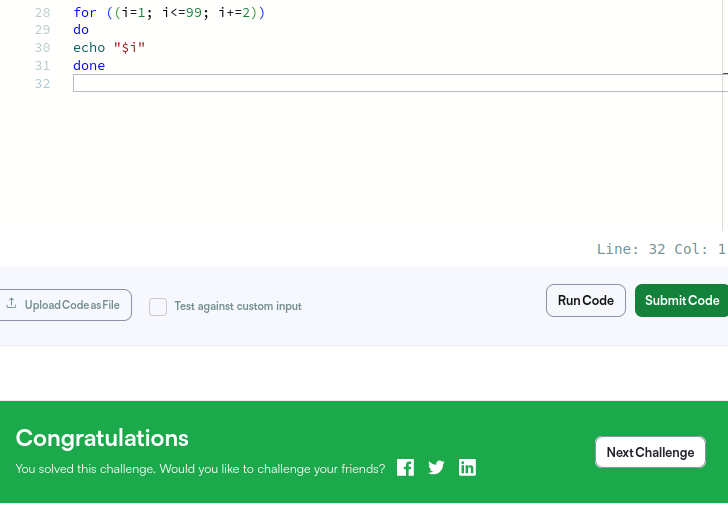 28 for ((i=1; i<=99; i+=2))
29 do
30 echo "$i"
31 done
32
Line: 32 Col: 1
Upload Code as File
Test against custom input
Run Code
Submit Code
Congratulations
You solved this challenge. Would you like to challenge your friends?
Next Challenge